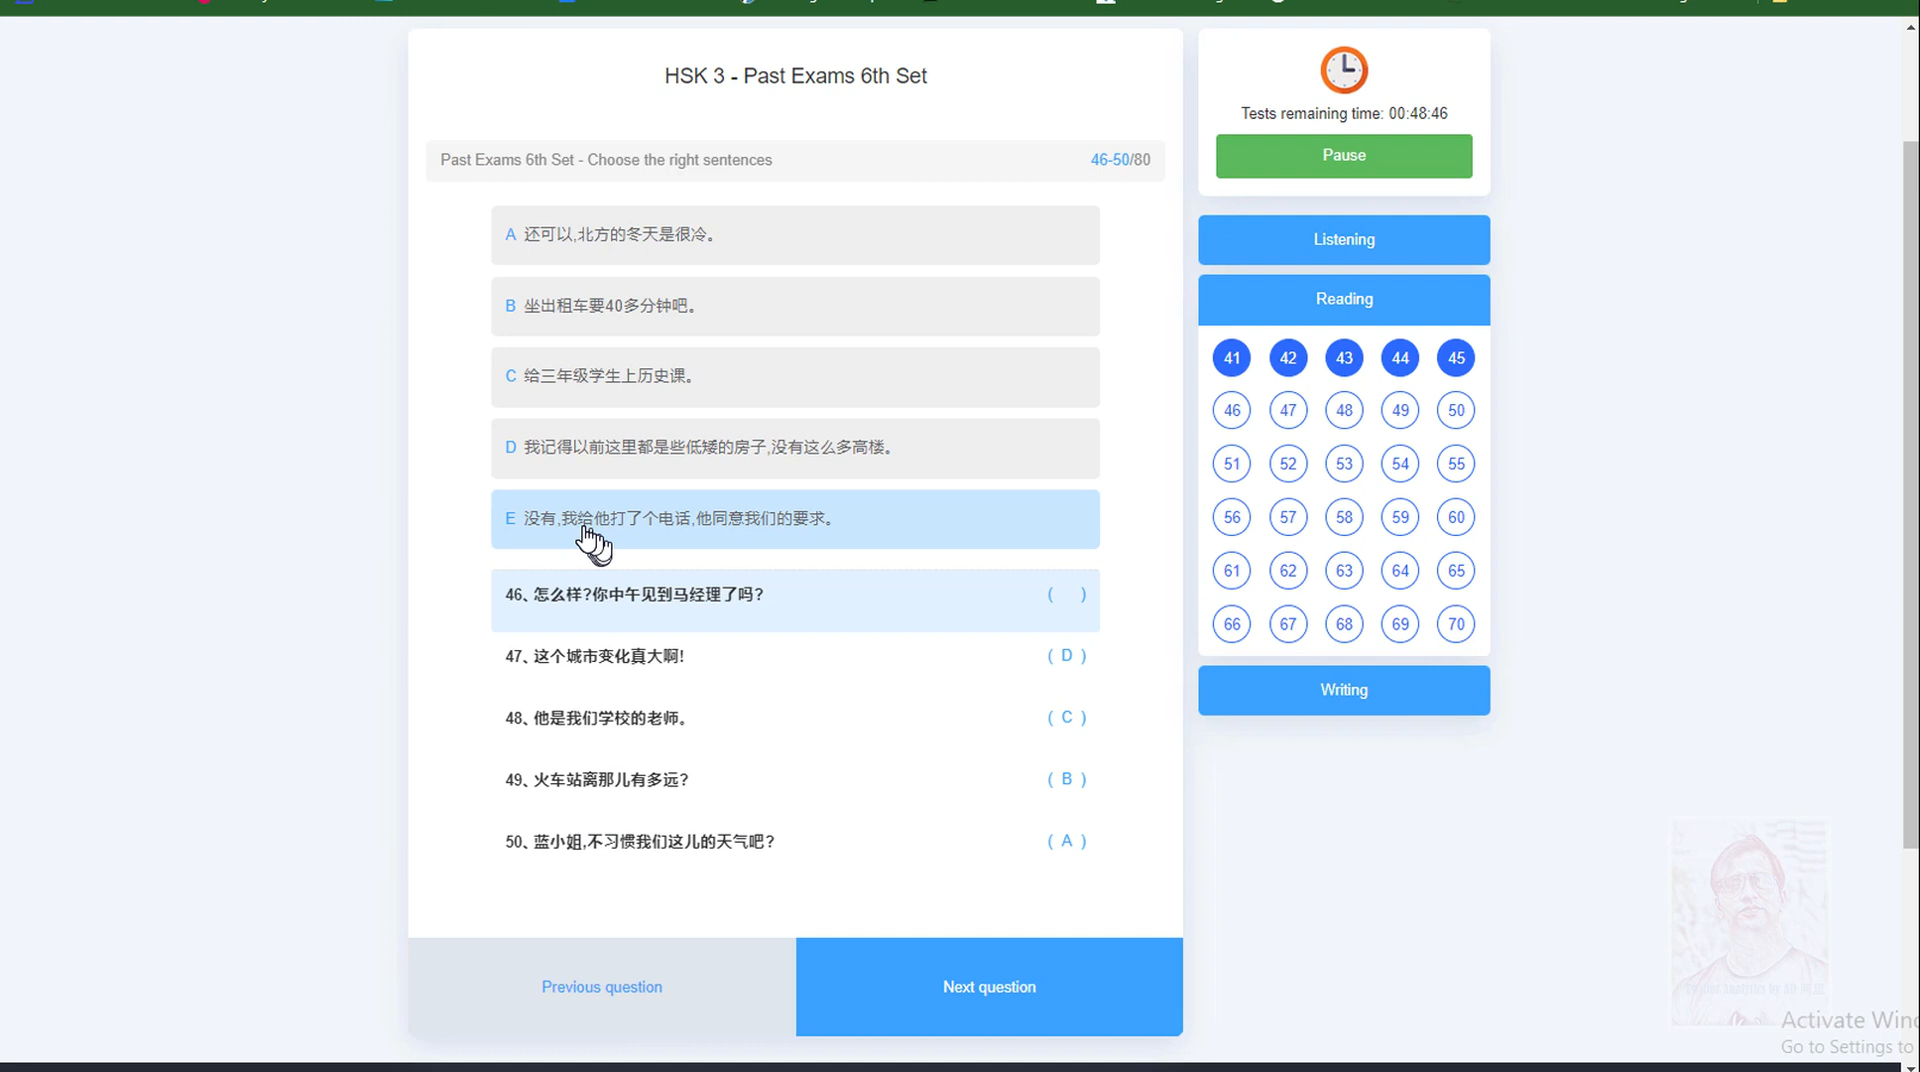 HSK 3 - Past Exams 6th Set
Past Exams 6th Set - Choose the right sentences 46-50/80
A 还可以,北方的冬天是很冷。
B 坐出租车要40多分钟吧。
C 给三年级学生上历史课。
D 我记得以前这里都是些低矮的房子,没有这么多高楼。
E 没有,我给他打了个电话,他同意我们的要求。
46、怎么样?你中午见到马经理了吗? ( )
47、这个城市变化真大啊! ( D )
48、他是我们学校的老师。 ( C )
49、火车站离那儿有多远? ( B )
50、蓝小姐,不习惯我们这儿的天气吧? ( A )
Previous question
Next question
Tests remaining time: 00:48:46
Pause
Listening
Reading
41 42 43 44 45
46 47 48 49 50
51 52 53 54 55
56 57 58 59 60
61 62 63 64 65
66 67 68 69 70
Writing
Activate Win
Go to Settings to